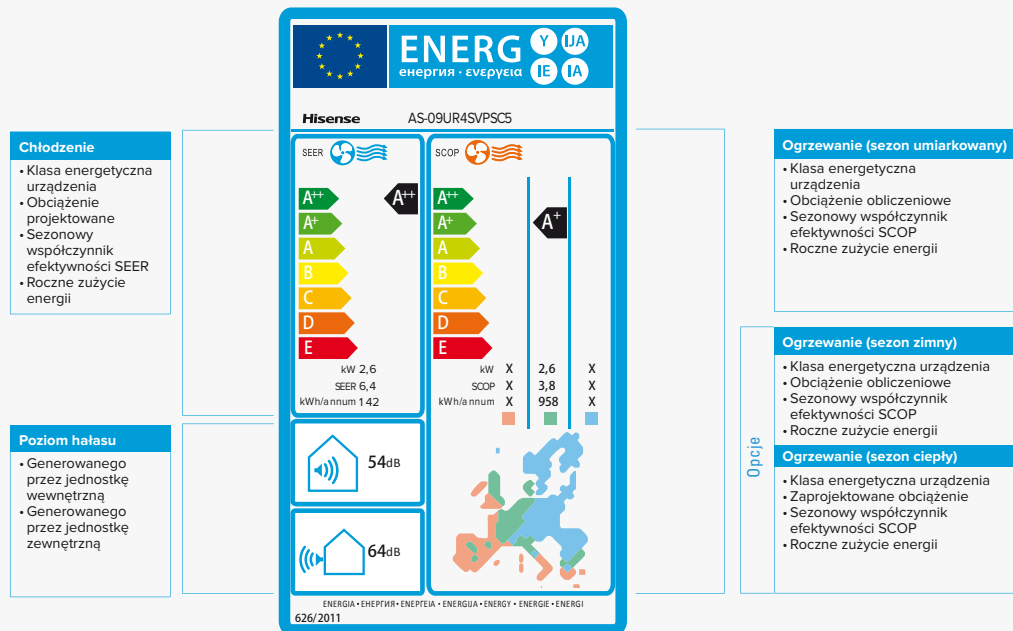 ENERG
Y
IJA
IE
IA
енергия · ενεργεια
Hisense AS-09UR4SVPSC5
SEER
A++
A+
A
B
C
D
E
A++
kW 2,6
SEER 6,4
kWh/annum 142
SCOP
A++
A+
A
B
C
D
E
A+
kW X 2,6 X
SCOP X 3,8 X
kWh/annum X 958 X
54dB
64dB
ENERGIA • ЕНЕРГИЯ • ΕΝΕΡΓΕΙΑ • ENERGIJA • ENERGY • ENERGIE • ENERGI
626/2011
Chłodzenie
• Klasa energetyczna
urządzenia
• Obciążenie
projektowane
• Sezonowy
współczynnik
efektywności SEER
• Roczne zużycie
energii
Poziom hałasu
• Generowanego
przez jednostkę
wewnętrzną
• Generowanego
przez jednostkę
zewnętrzną
Ogrzewanie (sezon umiarkowany)
• Klasa energetyczna
urządzenia
• Obciążenie obliczeniowe
• Sezonowy współczynnik
efektywności SCOP
• Roczne zużycie energii
Opcje
Ogrzewanie (sezon zimny)
• Klasa energetyczna urządzenia
• Obciążenie obliczeniowe
• Sezonowy współczynnik
efektywności SCOP
• Roczne zużycie energii
Ogrzewanie (sezon ciepły)
• Klasa energetyczna urządzenia
• Zaprojektowane obciążenie
• Sezonowy współczynnik
efektywności SCOP
• Roczne zużycie energii